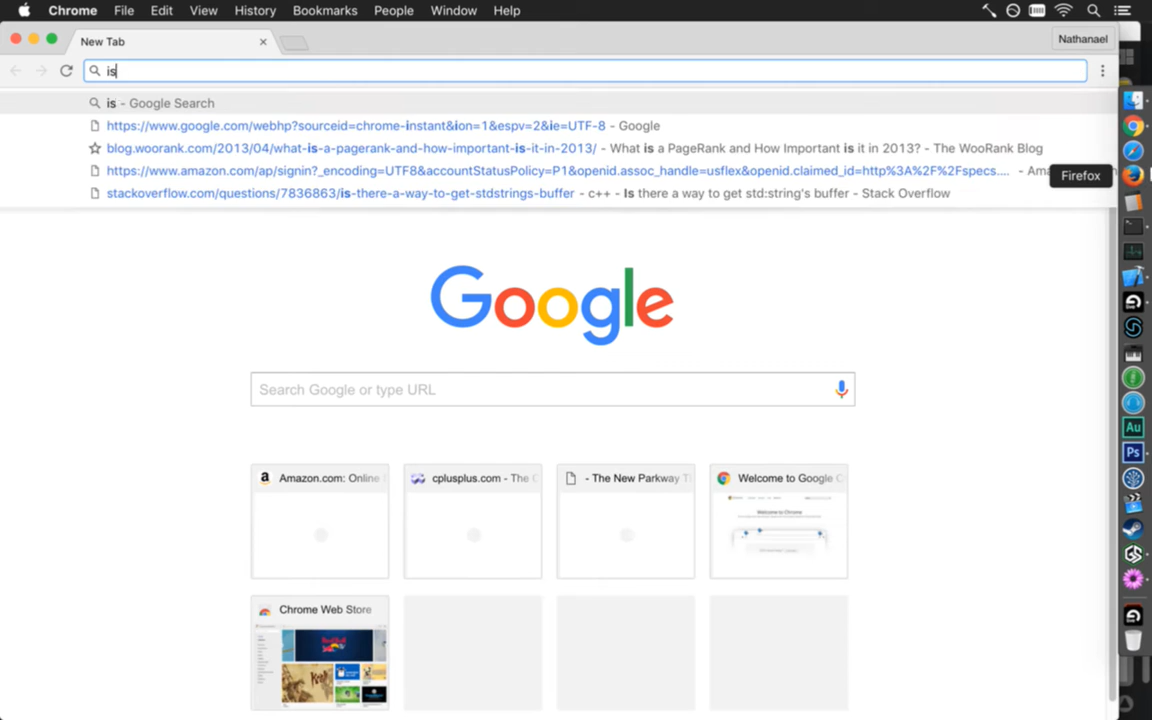 Chrome File Edit View History Bookmarks People Window Help
New Tab
Nathanael
is
is - Google Search
https://www.google.com/webhp?sourceid=chrome-instant&ion=1&espv=2&ie=UTF-8 - Google
blog.woorank.com/2013/04/what-is-a-pagerank-and-how-important-is-it-in-2013/ - What is a PageRank and How Important is it in 2013? - The WooRank Blog
https://www.amazon.com/ap/signin?_encoding=UTF8&accountStatusPolicy=P1&openid.assoc_handle=usflex&openid.claimed_id=http%3A%2F%2Fspecs.... - Ama
Firefox
stackoverflow.com/questions/7836863/is-there-a-way-to-get-stdstrings-buffer - c++ - Is there a way to get std:string's buffer - Stack Overflow
Google
Search Google or type URL
a Amazon.com: Online
cplusplus.com - The C
- The New Parkway T
Welcome to Google C
Welcome to Chrome
Chrome Web Store
Au
Ps